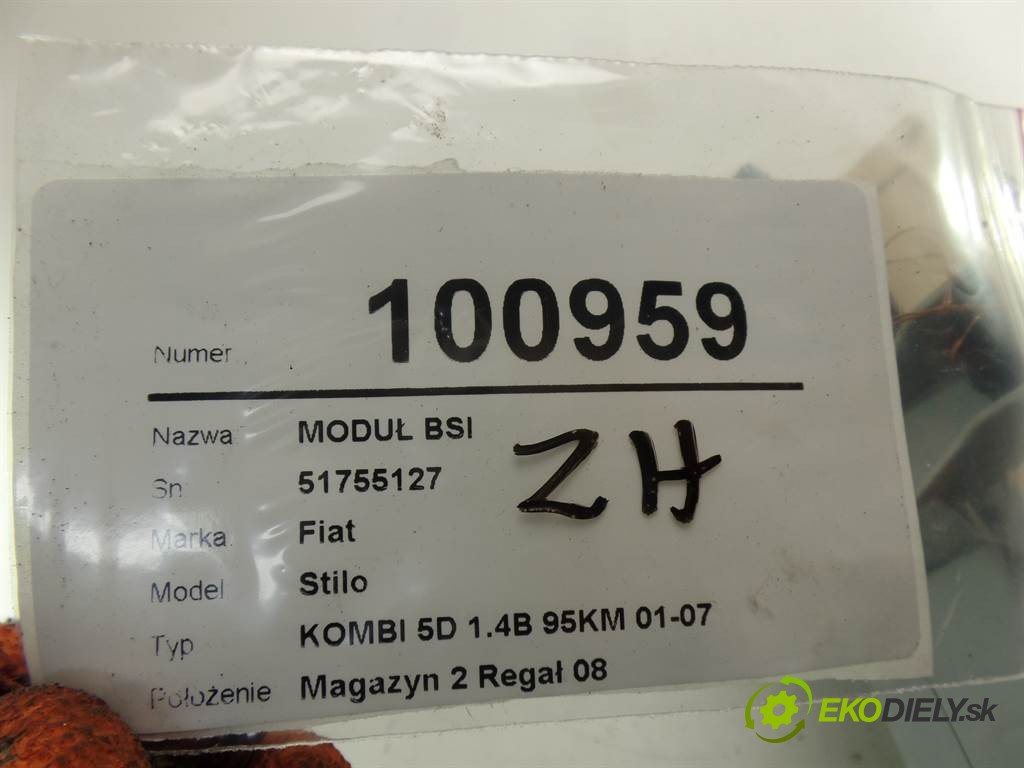 Numer 100959
Nazwa MODUŁ BSI
ZH
Sn 51755127
Marka Fiat
Model Stilo
Typ KOMBI 5D 1.4B 95KM 01-07
Położenie Magazyn 2 Regał 08
EKODIELY.sk